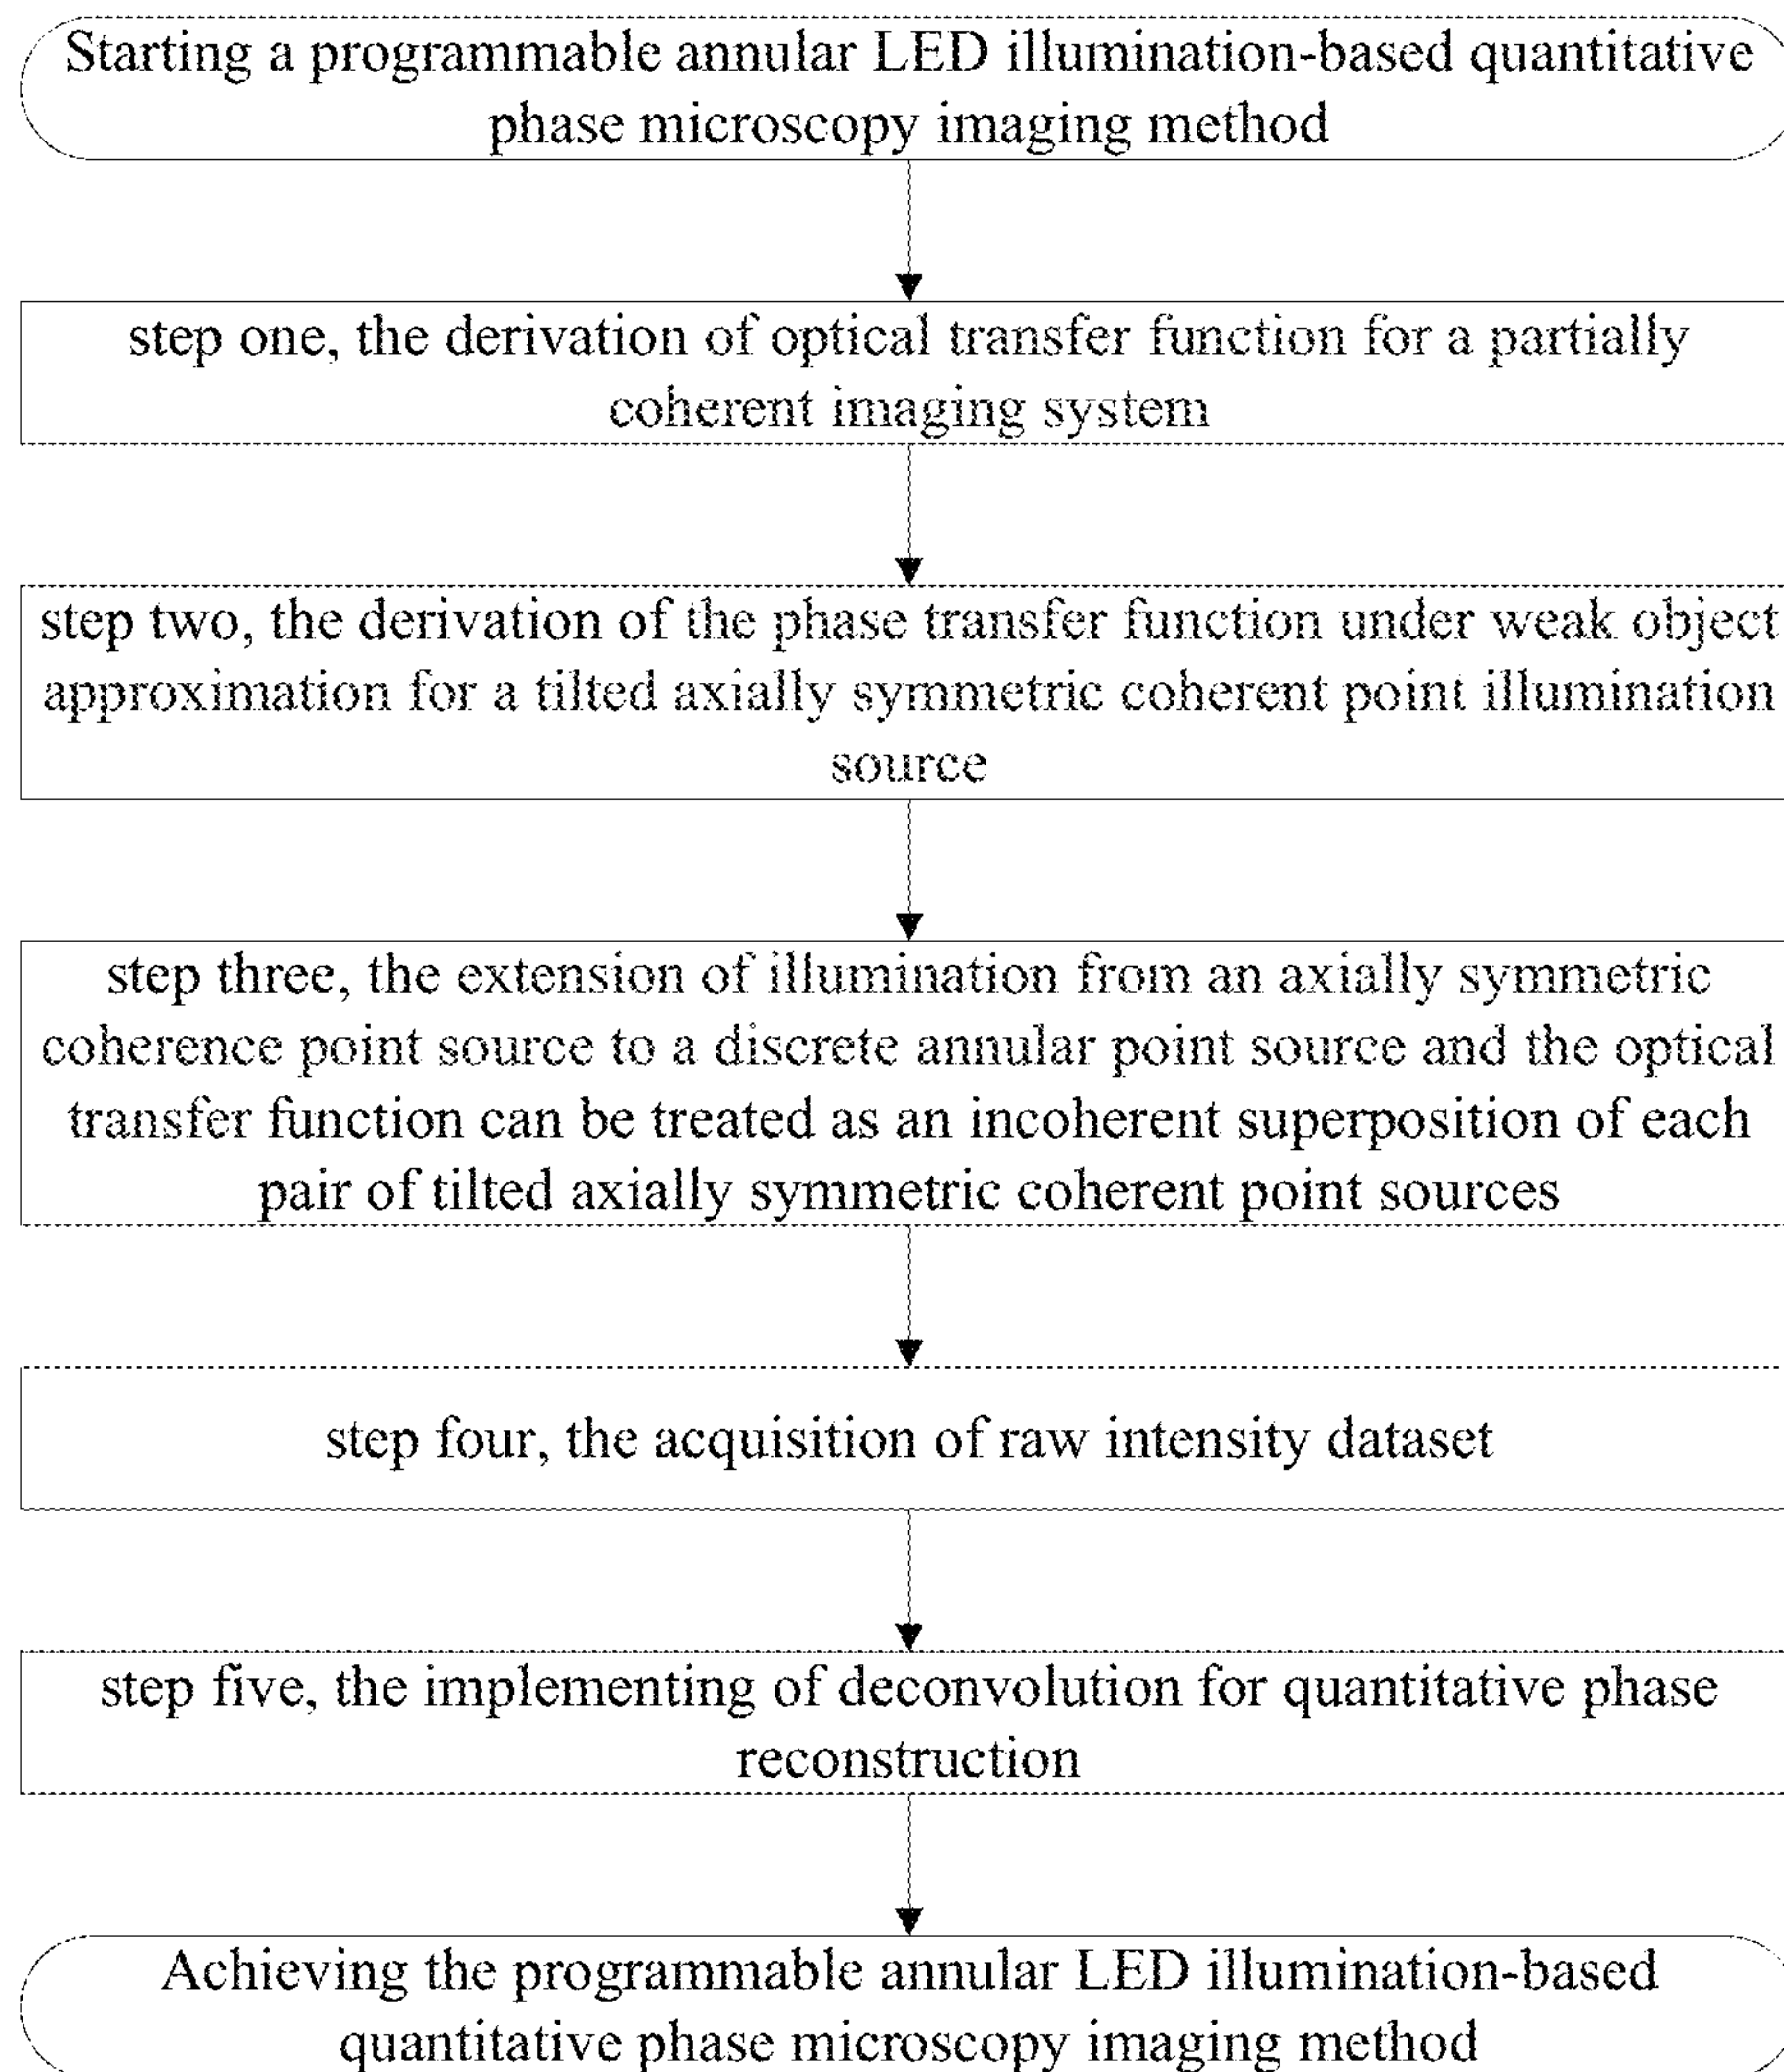 Starting a programmable annular LED illumination-based quantitative
phase microscopy imaging method
step one, the derivation of optical transfer function for a partially
coherent imaging system
step two, the derivation of the phase transfer function under weak object
approximation for a tilted axially symmetric coherent point illumination
source
step three, the extension of illumination from an axially symmetric
coherence point source to a discrete annular point source and the optical
transfer function can be treated as an incoherent superposition of each
pair of tilted axially symmetric coherent point sources
step four, the acquisition of raw intensity dataset
step five, the implementing of deconvolution for quantitative phase
reconstruction
Achieving the programmable annular LED illumination-based
quantitative phase microscopy imaging method